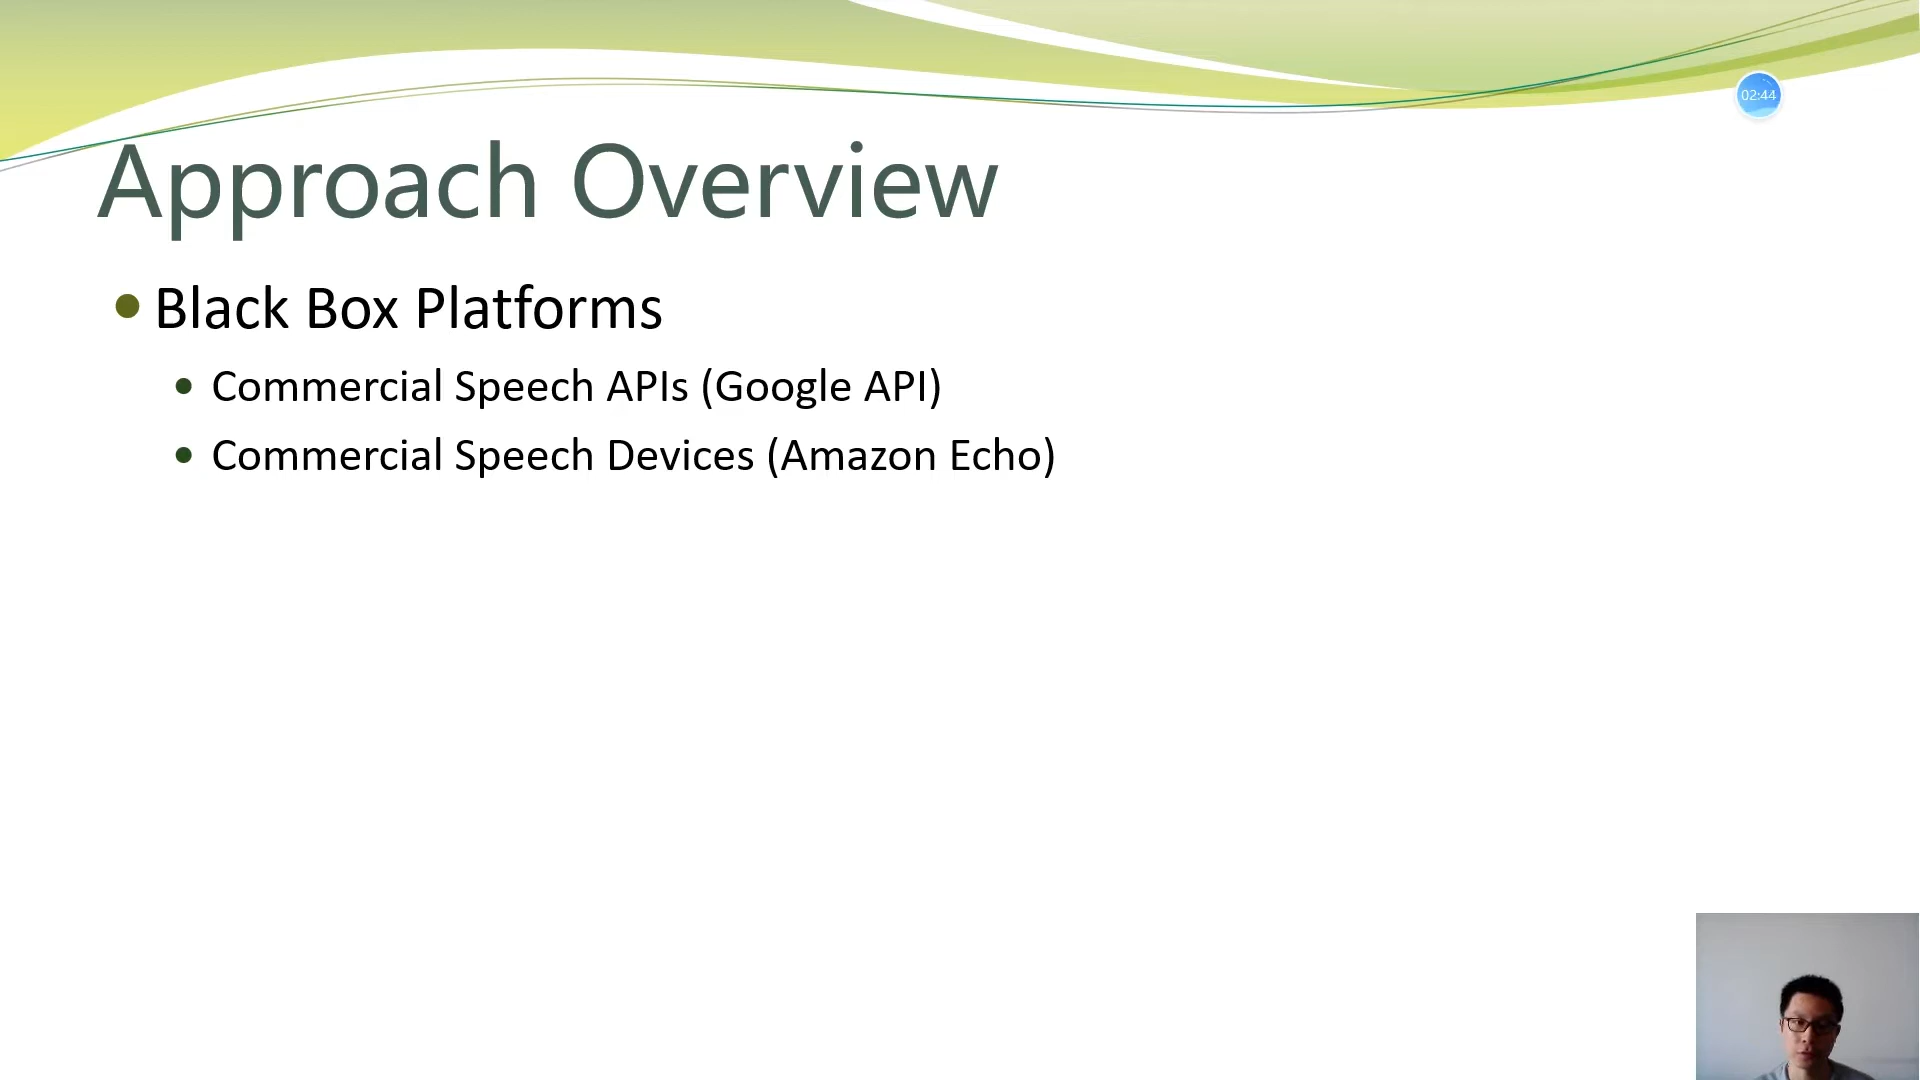 02:44
Approach Overview
Black Box Platforms
Commercial Speech APIs (Google API)
Commercial Speech Devices (Amazon Echo)